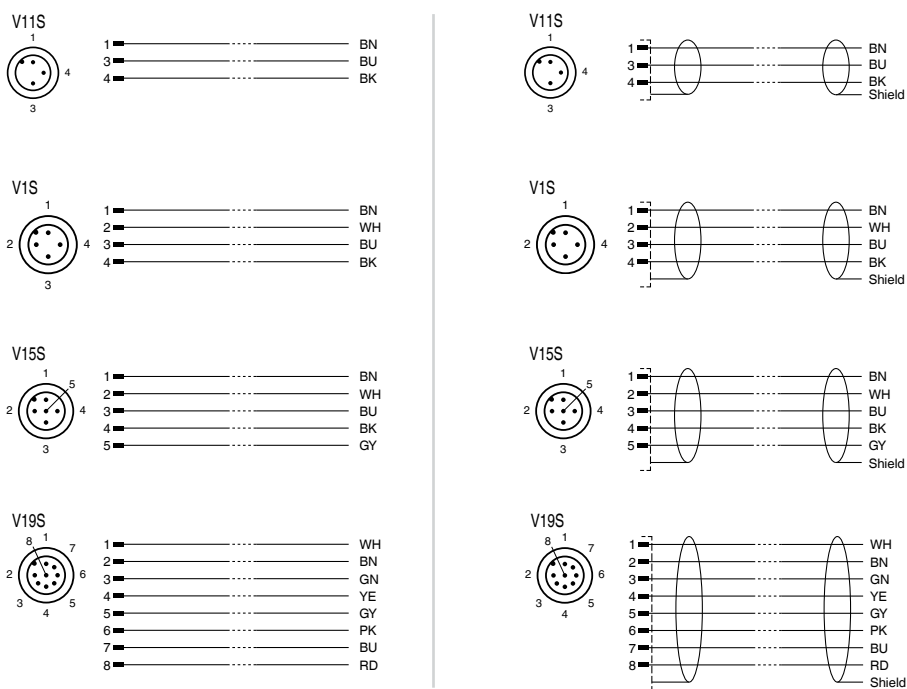 V11S
1
4
3
1 BN
3 BU
4 BK
V1S
1
2
4
3
1 BN
2 WH
3 BU
4 BK
V15S
1
5
2
4
3
1 BN
2 WH
3 BU
4 BK
5 GY
V19S
8
1
7
2
6
3
5
4
1 WH
2 BN
3 GN
4 YE
5 GY
6 PK
7 BU
8 RD
V11S
1
4
3
1 BN
3 BU
4 BK
Shield
V1S
1
2
4
3
1 BN
2 WH
3 BU
4 BK
Shield
V15S
1
5
2
4
3
1 BN
2 WH
3 BU
4 BK
5 GY
Shield
V19S
8
1
7
2
6
3
5
4
1 WH
2 BN
3 GN
4 YE
5 GY
6 PK
7 BU
8 RD
Shield